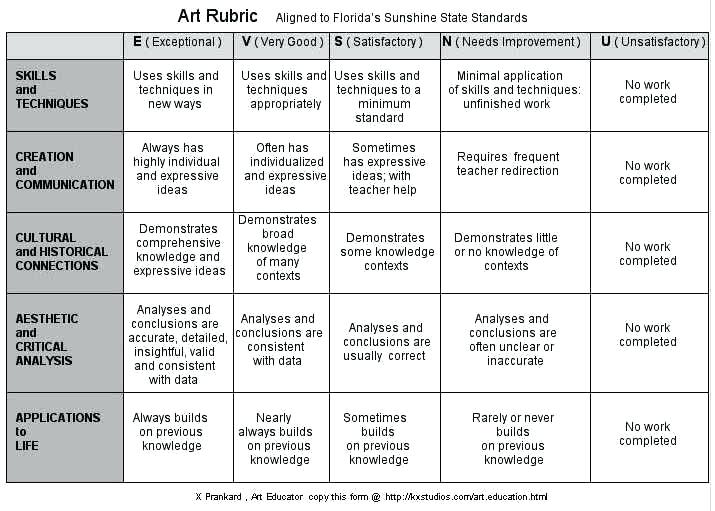 Art Rubric Aligned to Florida's Sunshine State Standards
E ( Exceptional ) V ( Very Good ) S ( Satisfactory ) N ( Needs Improvement ) U ( Unsatisfactory )
SKILLS
and
TECHNIQUES
Uses skills and
techniques in
new ways
Uses skills and
techniques
appropriately
Uses skills and
techniques to a
minimum
standard
Minimal application
of skills and techniques:
unfinished work
No work
completed
CREATION
and
COMMUNICATION
Always has
highly individual
and expressive
ideas
Often has
individualized
and expressive
ideas
Sometimes
has expressive
ideas; with
teacher help
Requires frequent
teacher redirection
No work
completed
CULTURAL
and HISTORICAL
CONNECTIONS
Demonstrates
comprehensive
knowledge and
expressive ideas
Demonstrates
broad
knowledge
of many
contexts
Demonstrates
some knowledge
contexts
Demonstrates little
or no knowledge of
contexts
No work
completed
AESTHETIC
and
CRITICAL
ANALYSIS
Analyses and
conclusions are
accurate, detailed,
insightful, valid
and consistent
with data
Analyses and
conclusions are
consistent
with data
Analyses and
conclusions are
usually correct
Analyses and
conclusions are
often unclear or
inaccurate
No work
completed
APPLICATIONS
to
LIFE
Always builds
on previous
knowledge
Nearly
always builds
on previous
knowledge
Sometimes
builds
on previous
knowledge
Rarely or never
builds
on previous
knowledge
No work
completed
X Prankard , Art Educator copy this form @ http://kxstudios.com/art.education.html